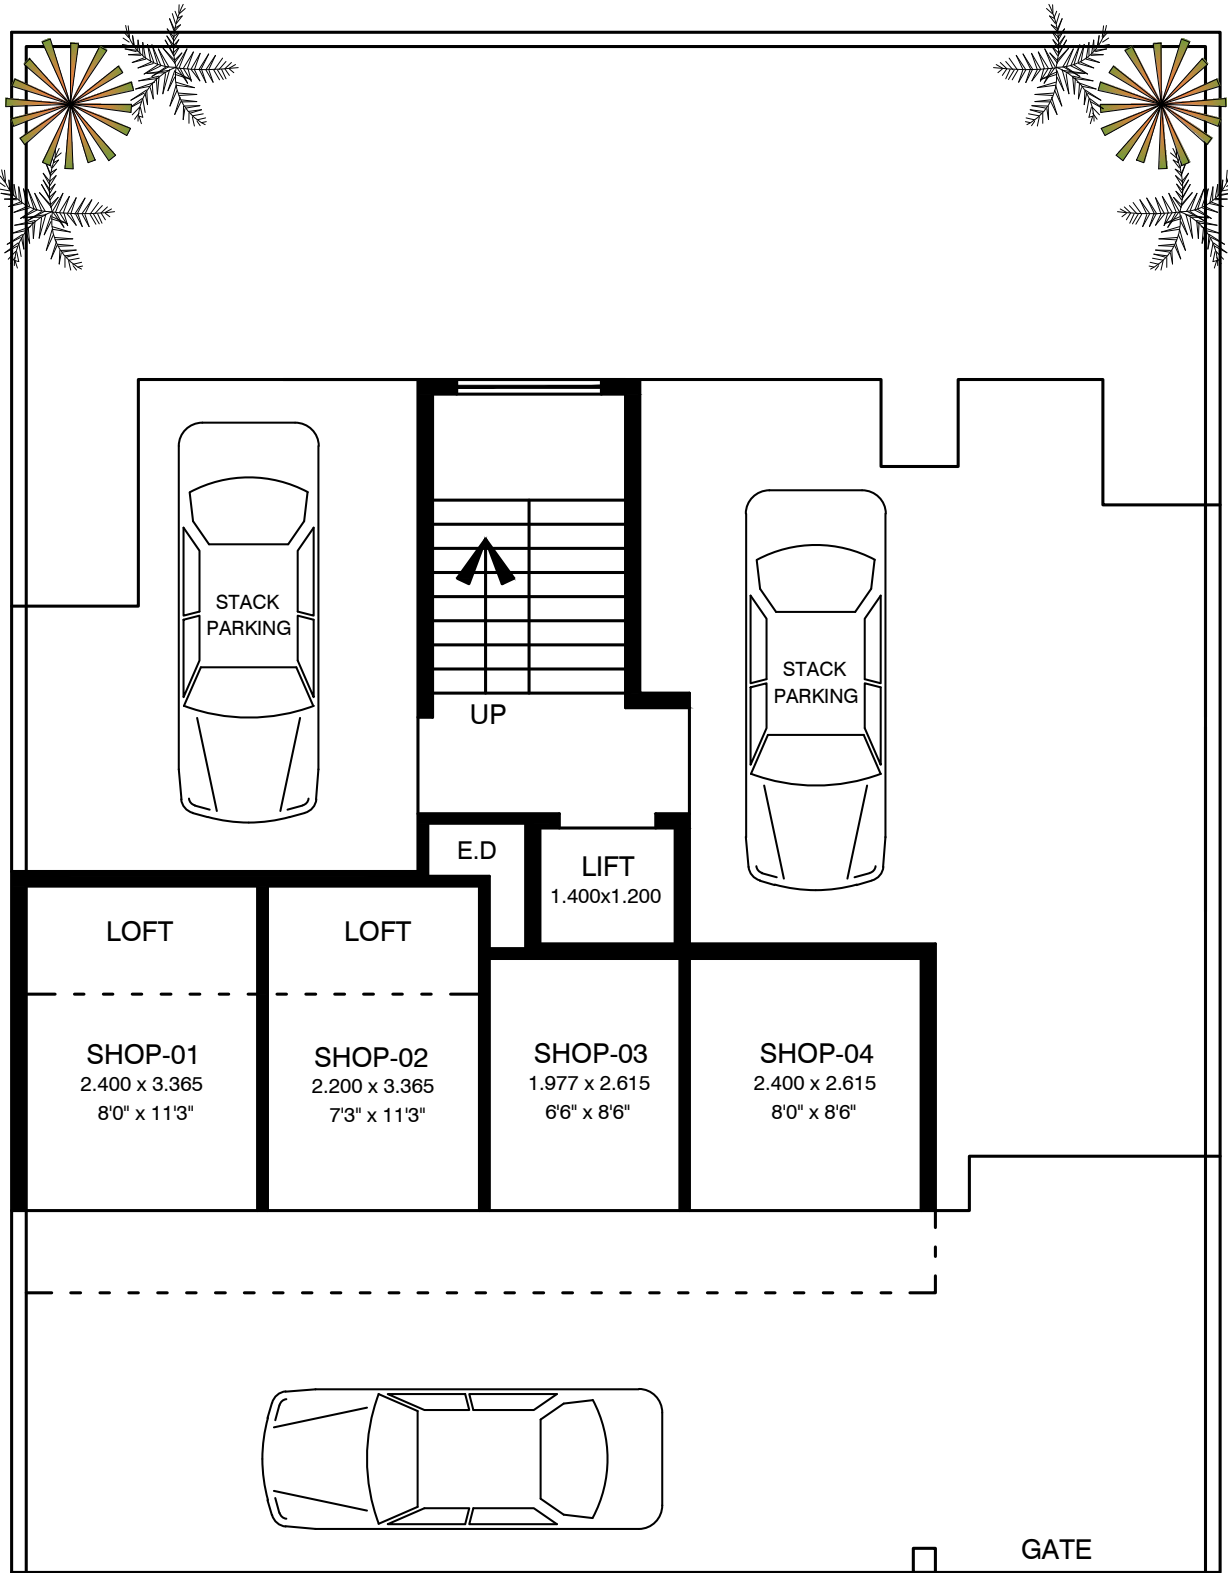 STACK
PARKING
STACK
PARKING
UP
E.D
LIFT
1.400x1.200
LOFT
LOFT
SHOP-01
2.400 x 3.365
8'0" x 11'3"
SHOP-02
2.200 x 3.365
7'3" x 11'3"
SHOP-03
1.977 x 2.615
6'6" x 8'6"
SHOP-04
2.400 x 2.615
8'0" x 8'6"
GATE